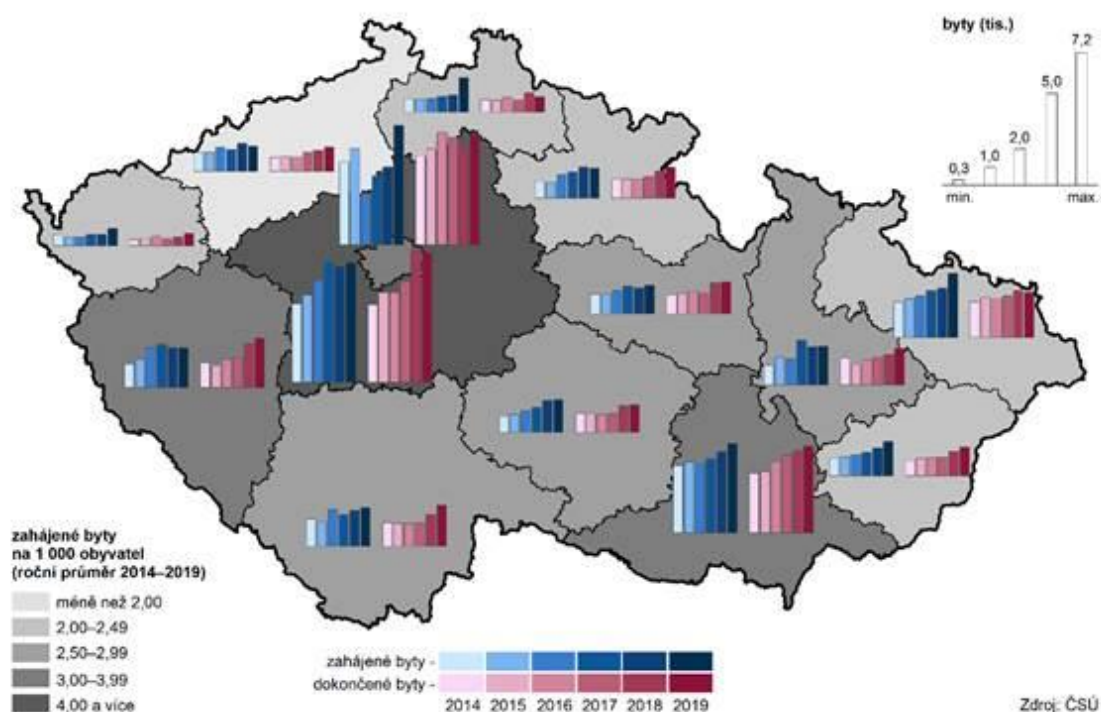 byty (tis.)
7,2
5,0
2,0
1,0
0,3
min.
max.
zahájené byty
na 1 000 obyvatel
(roční průměr 2014–2019)
méně než 2,00
2,00–2,49
2,50–2,99
3,00–3,99
4,00 a více
zahájené byty -
dokončené byty -
2014 2015 2016 2017 2018 2019
Zdroj: ČSÚ